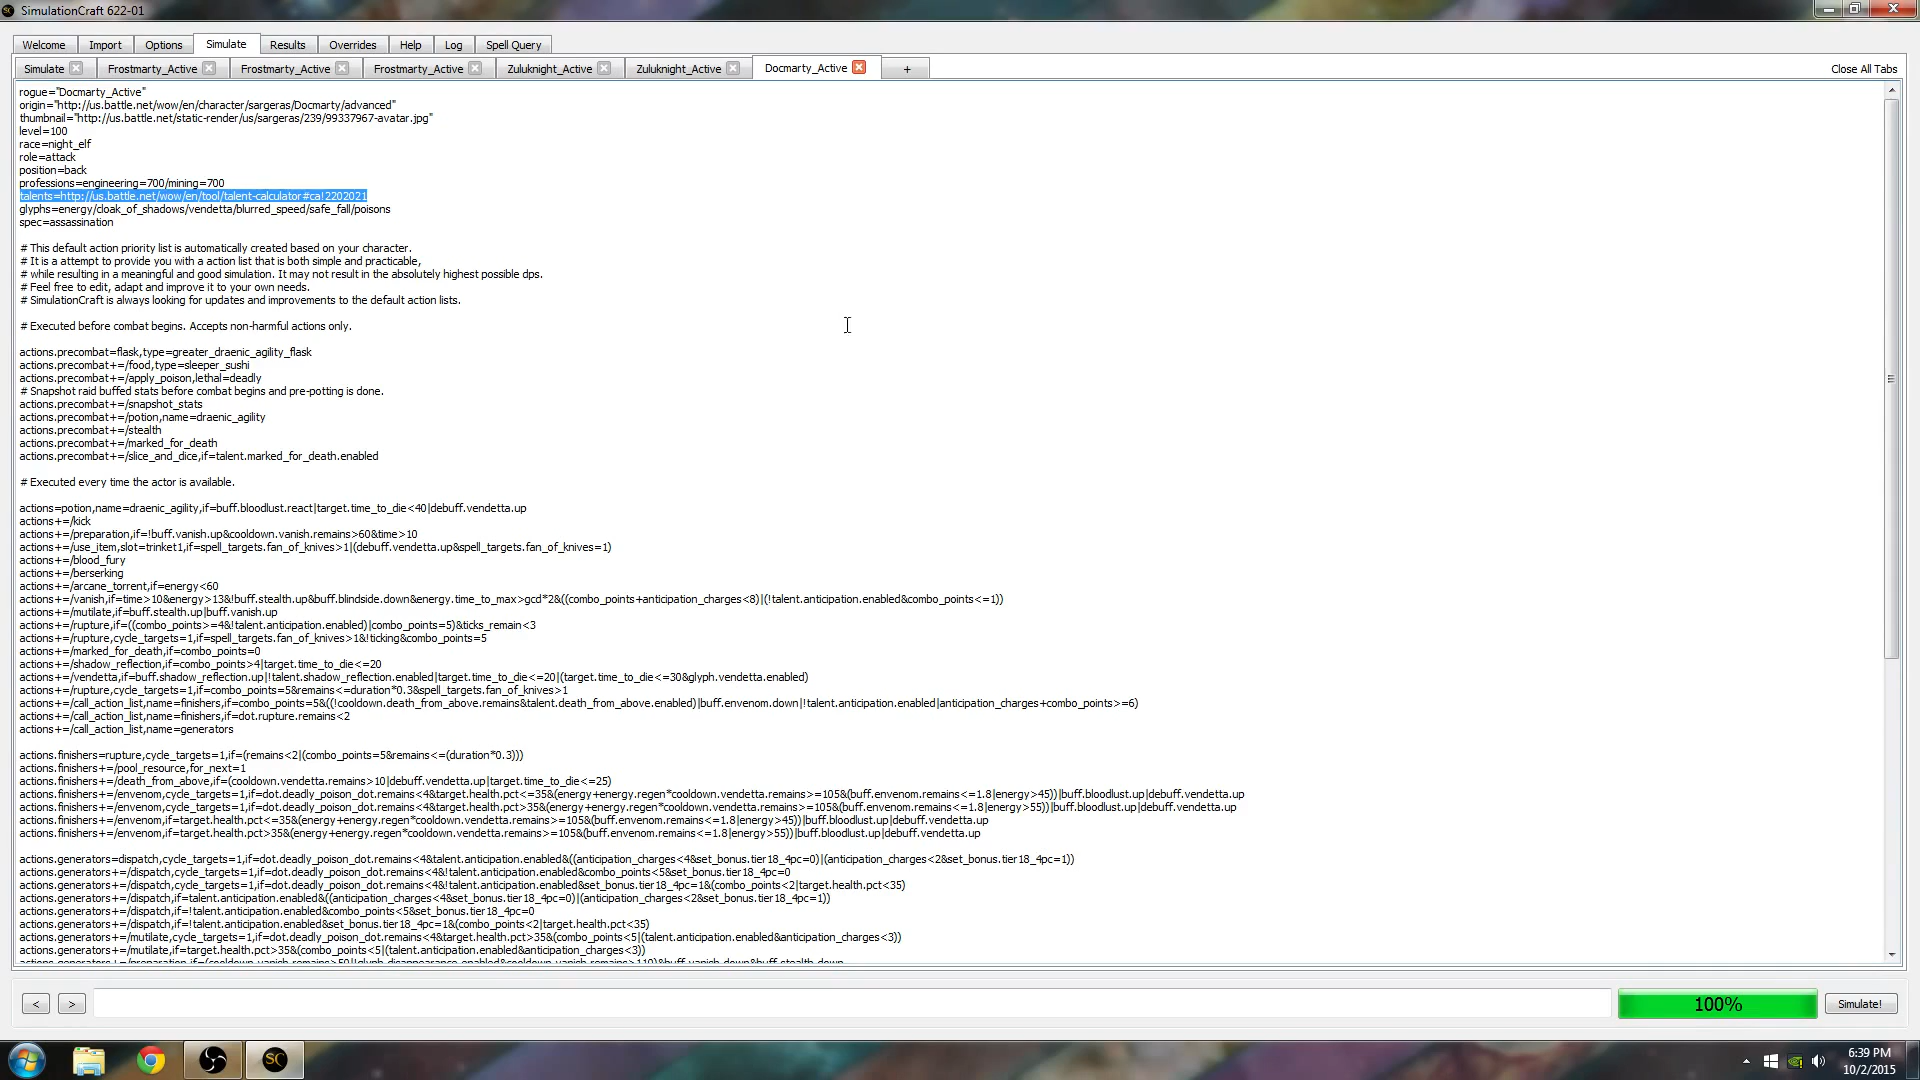 SimulationCraft 622-01
Welcome Import Options Simulate Results Overrides Help Log Spell Query
Simulate Frostmarty_Active Frostmarty_Active Frostmarty_Active Zuluknight_Active Zuluknight_Active Docmarty_Active + Close All Tabs
rogue="Docmarty_Active"
origin="http://us.battle.net/wow/en/character/sargeras/Docmarty/advanced"
thumbnail="http://us.battle.net/static-render/us/sargeras/239/99337967-avatar.jpg"
level=100
race=night_elf
role=attack
position=back
professions=engineering=700/mining=700
talents=http://us.battle.net/wow/en/tool/talent-calculator#ca!2202021
glyphs=energy/cloak_of_shadows/vendetta/blurred_speed/safe_fall/poisons
spec=assassination
# This default action priority list is automatically created based on your character.
# It is a attempt to provide you with a action list that is both simple and practicable,
# while resulting in a meaningful and good simulation. It may not result in the absolutely highest possible dps.
# Feel free to edit, adapt and improve it to your own needs.
# SimulationCraft is always looking for updates and improvements to the default action lists.
# Executed before combat begins. Accepts non-harmful actions only.
actions.precombat=flask,type=greater_draenic_agility_flask
actions.precombat+=/food,type=sleeper_sushi
actions.precombat+=/apply_poison,lethal=deadly
# Snapshot raid buffed stats before combat begins and pre-potting is done.
actions.precombat+=/snapshot_stats
actions.precombat+=/potion,name=draenic_agility
actions.precombat+=/stealth
actions.precombat+=/marked_for_death
actions.precombat+=/slice_and_dice,if=talent.marked_for_death.enabled
# Executed every time the actor is available.
actions=potion,name=draenic_agility,if=buff.bloodlust.react|target.time_to_die<40|debuff.vendetta.up
actions+=/kick
actions+=/preparation,if=!buff.vanish.up&cooldown.vanish.remains>60&time>10
actions+=/use_item,slot=trinket1,if=spell_targets.fan_of_knives>1|(debuff.vendetta.up&spell_targets.fan_of_knives=1)
actions+=/blood_fury
actions+=/berserking
actions+=/arcane_torrent,if=energy<60
actions+=/vanish,if=time>10&energy>13&!buff.stealth.up&buff.blindside.down&energy.time_to_max>gcd*2&((combo_points+anticipation_charges<8)|(!talent.anticipation.enabled&combo_points<=1))
actions+=/mutilate,if=buff.stealth.up|buff.vanish.up
actions+=/rupture,if=((combo_points>=4&!talent.anticipation.enabled)|combo_points=5)&ticks_remain<3
actions+=/rupture,cycle_targets=1,if=spell_targets.fan_of_knives>1&!ticking&combo_points=5
actions+=/marked_for_death,if=combo_points=0
actions+=/shadow_reflection,if=combo_points>4|target.time_to_die<=20
actions+=/vendetta,if=buff.shadow_reflection.up|!talent.shadow_reflection.enabled|target.time_to_die<=20|(target.time_to_die<=30&glyph.vendetta.enabled)
actions+=/rupture,cycle_targets=1,if=combo_points=5&remains<=duration*0.3&spell_targets.fan_of_knives>1
actions+=/call_action_list,name=finishers,if=combo_points=5&((!cooldown.death_from_above.remains&talent.death_from_above.enabled)|buff.envenom.down|!talent.anticipation.enabled|anticipation_charges+combo_points>=6)
actions+=/call_action_list,name=finishers,if=dot.rupture.remains<2
actions+=/call_action_list,name=generators
actions.finishers=rupture,cycle_targets=1,if=(remains<2|(combo_points=5&remains<=(duration*0.3)))
actions.finishers+=/pool_resource,for_next=1
actions.finishers+=/death_from_above,if=(cooldown.vendetta.remains>10|debuff.vendetta.up|target.time_to_die<=25)
actions.finishers+=/envenom,cycle_targets=1,if=dot.deadly_poison_dot.remains<4&target.health.pct<=35&(energy+energy.regen*cooldown.vendetta.remains>=105&(buff.envenom.remains<=1.8|energy>45))|buff.bloodlust.up|debuff.vendetta.up
actions.finishers+=/envenom,cycle_targets=1,if=dot.deadly_poison_dot.remains<4&target.health.pct>35&(energy+energy.regen*cooldown.vendetta.remains>=105&(buff.envenom.remains<=1.8|energy>55))|buff.bloodlust.up|debuff.vendetta.up
actions.finishers+=/envenom,if=target.health.pct<=35&(energy+energy.regen*cooldown.vendetta.remains>=105&(buff.envenom.remains<=1.8|energy>45))|buff.bloodlust.up|debuff.vendetta.up
actions.finishers+=/envenom,if=target.health.pct>35&(energy+energy.regen*cooldown.vendetta.remains>=105&(buff.envenom.remains<=1.8|energy>55))|buff.bloodlust.up|debuff.vendetta.up
actions.generators=dispatch,cycle_targets=1,if=dot.deadly_poison_dot.remains<4&talent.anticipation.enabled&((anticipation_charges<4&set_bonus.tier18_4pc=0)|(anticipation_charges<2&set_bonus.tier18_4pc=1))
actions.generators+=/dispatch,cycle_targets=1,if=dot.deadly_poison_dot.remains<4&!talent.anticipation.enabled&combo_points<5&set_bonus.tier18_4pc=0
actions.generators+=/dispatch,cycle_targets=1,if=dot.deadly_poison_dot.remains<4&!talent.anticipation.enabled&set_bonus.tier18_4pc=1&(combo_points<2|target.health.pct<35)
actions.generators+=/dispatch,if=talent.anticipation.enabled&((anticipation_charges<4&set_bonus.tier18_4pc=0)|(anticipation_charges<2&set_bonus.tier18_4pc=1))
actions.generators+=/dispatch,if=!talent.anticipation.enabled&combo_points<5&set_bonus.tier18_4pc=0
actions.generators+=/dispatch,if=!talent.anticipation.enabled&set_bonus.tier18_4pc=1&(combo_points<2|target.health.pct<35)
actions.generators+=/mutilate,cycle_targets=1,if=dot.deadly_poison_dot.remains<4&target.health.pct>35&(combo_points<5|(talent.anticipation.enabled&anticipation_charges<3))
actions.generators+=/mutilate,if=target.health.pct>35&(combo_points<5|(talent.anticipation.enabled&anticipation_charges<3))
actions.generators+=/preparation,if=(cooldown.vanish.remains>50|!glyph.disappearance.enabled&cooldown.vanish.remains>110)&buff.vanish.down&buff.stealth.down
< > 100% Simulate!
6:39 PM
10/2/2015